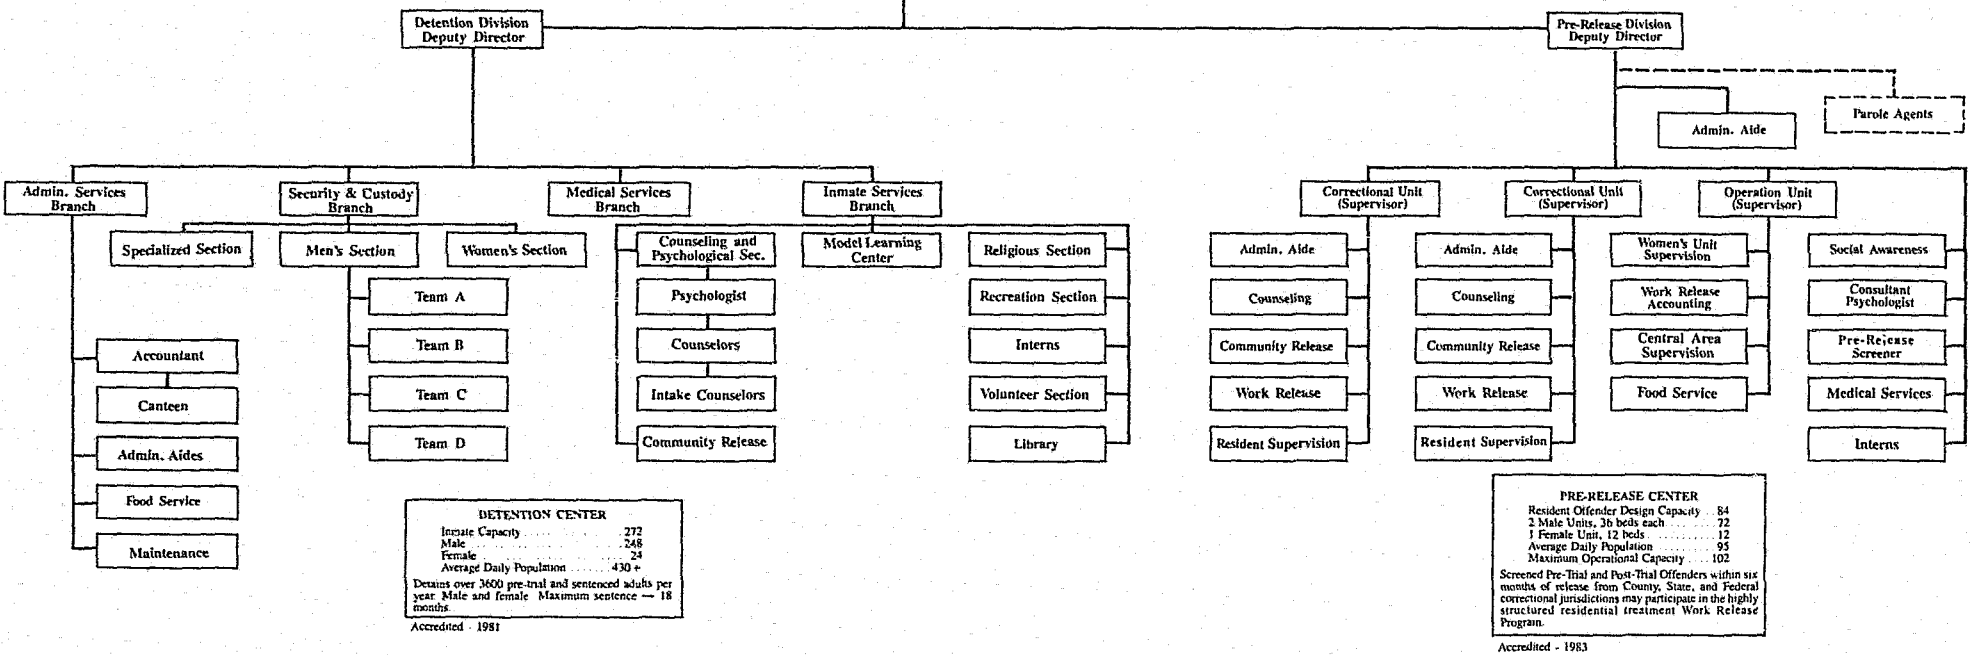 Detention Division
Deputy Director
Pre-Release Division
Deputy Director
Parole Agents
Admin. Aide
Admin. Services
Branch
Security & Custody
Branch
Medical Services
Branch
Inmate Services
Branch
Correctional Unit
(Supervisor)
Correctional Unit
(Supervisor)
Operation Unit
(Supervisor)
Specialized Section
Men's Section
Women's Section
Counseling and
Psychological Sec.
Model Learning
Center
Religious Section
Admin. Aide
Admin. Aide
Women's Unit
Supervision
Social Awareness
Team A
Psychologist
Recreation Section
Counseling
Counseling
Work Release
Accounting
Consultant
Psychologist
Accountant
Team B
Counselors
Interns
Community Release
Community Release
Central Area
Supervision
Pre-Release
Screener
Canteen
Team C
Intake Counselors
Volunteer Section
Work Release
Work Release
Food Service
Medical Services
Admin. Aides
Team D
Community Release
Library
Resident Supervision
Resident Supervision
Interns
Food Service
Maintenance
DETENTION CENTER
Inmate Capacity . . . . . . . . . . 272
Male . . . . . . . . . . 248
Female . . . . . . . . . . 24
Average Daily Population . . . . . . . 430 +
Detains over 3600 pre-trial and sentenced adults per
year. Male and female. Maximum sentence — 18
months.
Accredited - 1981
PRE-RELEASE CENTER
Resident Offender Design Capacity . . 84
2 Male Units, 36 beds each . . . . . . 72
1 Female Unit, 12 beds . . . . . . . . 12
Average Daily Population . . . . . . . 95
Maximum Operational Capacity . . . . 102
Screened Pre-Trial and Post-Trial Offenders within six
months of release from County, State, and Federal
correctional jurisdictions may participate in the highly
structured residential treatment Work Release
Program.
Accredited - 1983